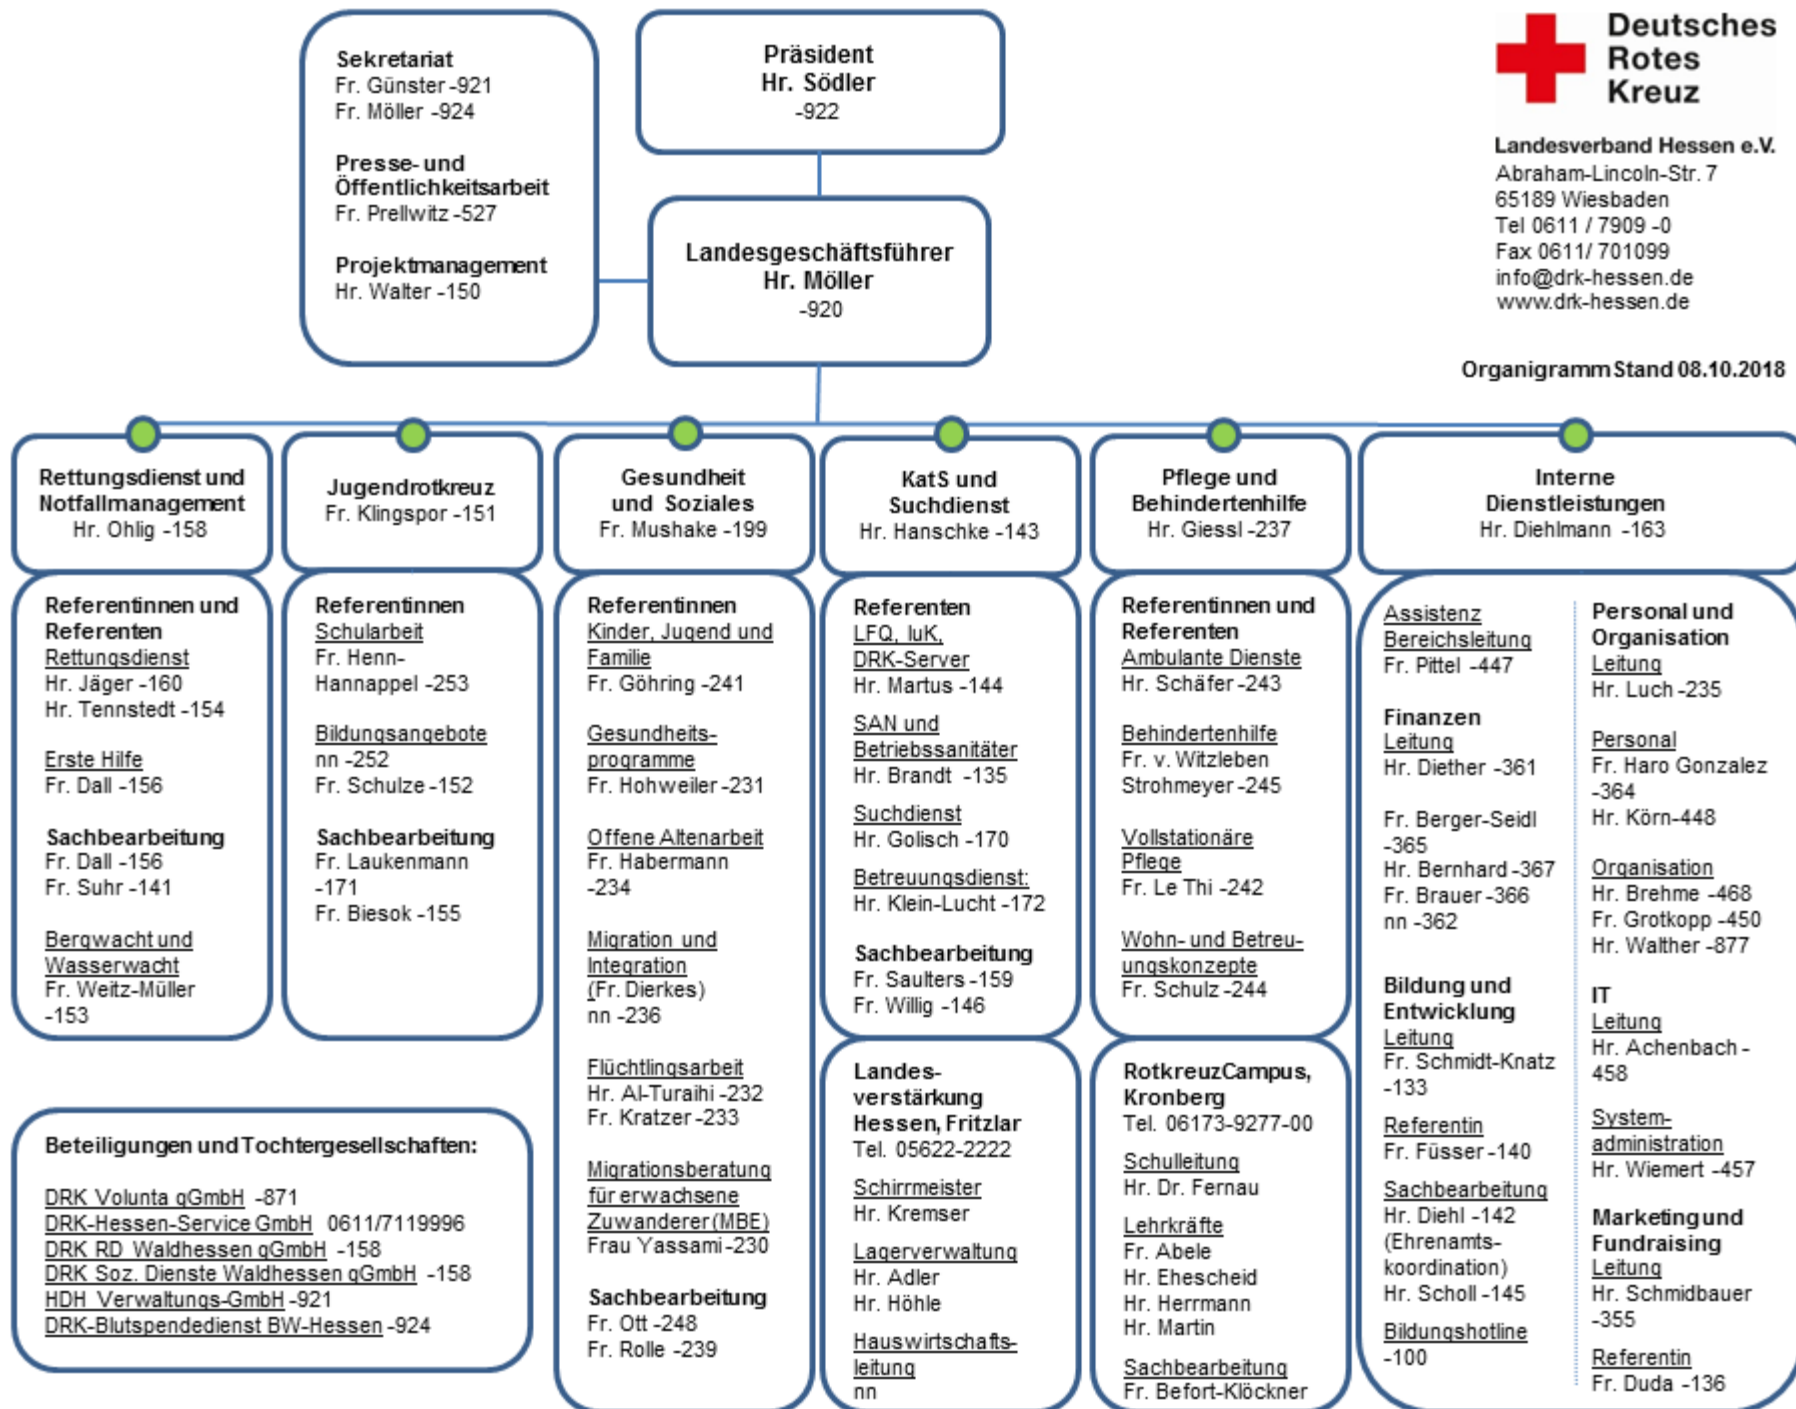 Sekretariat
Fr. Günster -921
Fr. Möller -924
Presse- und
Öffentlichkeitsarbeit
Fr. Prellwitz -527
Projektmanagement
Hr. Walter -150
Präsident
Hr. Södler
-922
Landesgeschäftsführer
Hr. Möller
-920
Deutsches
Rotes
Kreuz
Landesverband Hessen e.V.
Abraham-Lincoln-Str. 7
65189 Wiesbaden
Tel 0611 / 7909 -0
Fax 0611/ 701099
info@drk-hessen.de
www.drk-hessen.de
Organigramm Stand 08.10.2018
Rettungsdienst und
Notfallmanagement
Hr. Ohlig -158
Referentinnen und
Referenten
Rettungsdienst
Hr. Jäger -160
Hr. Tennstedt -154
Erste Hilfe
Fr. Dall -156
Sachbearbeitung
Fr. Dall -156
Fr. Suhr -141
Bergwacht und
Wasserwacht
Fr. Weitz-Müller
-153
Jugendrotkreuz
Fr. Klingspor -151
Referentinnen
Schularbeit
Fr. Henn-
Hannappel -253
Bildungsangebote
nn -252
Fr. Schulze -152
Sachbearbeitung
Fr. Laukenmann
-171
Fr. Biesok -155
Beteiligungen und Tochtergesellschaften:
DRK Volunta gGmbH -871
DRK-Hessen-Service GmbH 0611/7119996
DRK RD Waldhessen gGmbH -158
DRK Soz. Dienste Waldhessen gGmbH -158
HDH Verwaltungs-GmbH -921
DRK-Blutspendedienst BW-Hessen -924
Gesundheit
und Soziales
Fr. Mushake -199
Referentinnen
Kinder, Jugend und
Familie
Fr. Göhring -241
Gesundheits-
programme
Fr. Hohweiler -231
Offene Altenarbeit
Fr. Habermann
-234
Migration und
Integration
(Fr. Dierkes)
nn -236
Flüchtlingsarbeit
Hr. Al-Turaihi -232
Fr. Kratzer -233
Migrationsberatung
für erwachsene
Zuwanderer (MBE)
Frau Yassami -230
Sachbearbeitung
Fr. Ott -248
Fr. Rolle -239
KatS und
Suchdienst
Hr. Hanschke -143
Referenten
LFQ, IuK,
DRK-Server
Hr. Martus -144
SAN und
Betriebssanitäter
Hr. Brandt -135
Suchdienst
Hr. Golisch -170
Betreuungsdienst:
Hr. Klein-Lucht -172
Sachbearbeitung
Fr. Saulters -159
Fr. Willig -146
Landes-
verstärkung
Hessen, Fritzlar
Tel. 05622-2222
Schirrmeister
Hr. Kremser
Lagerverwaltung
Hr. Adler
Hr. Höhle
Hauswirtschafts-
leitung
nn
Pflege und
Behindertenhilfe
Hr. Giessl -237
Referentinnen und
Referenten
Ambulante Dienste
Hr. Schäfer -243
Behindertenhilfe
Fr. v. Witzleben
Strohmeyer -245
Vollstationäre
Pflege
Fr. Le Thi -242
Wohn- und Betreu-
ungskonzepte
Fr. Schulz -244
RotkreuzCampus,
Kronberg
Tel. 06173-9277-00
Schulleitung
Hr. Dr. Fernau
Lehrkräfte
Fr. Abele
Hr. Ehescheid
Hr. Herrmann
Hr. Martin
Sachbearbeitung
Fr. Befort-Klöckner
Interne
Dienstleistungen
Hr. Diehlmann -163
Assistenz
Bereichsleitung
Fr. Pittel -447
Finanzen
Leitung
Hr. Diether -361
Fr. Berger-Seidl
-365
Hr. Bernhard -367
Fr. Brauer -366
nn -362
Bildung und
Entwicklung
Leitung
Fr. Schmidt-Knatz
-133
Referentin
Fr. Füsser -140
Sachbearbeitung
Hr. Diehl -142
(Ehrenamts-
koordination)
Hr. Scholl -145
Bildungshotline
-100
Personal und
Organisation
Leitung
Hr. Luch -235
Personal
Fr. Haro Gonzalez
-364
Hr. Körn-448
Organisation
Hr. Brehme -468
Fr. Grotkopp -450
Hr. Walther -877
IT
Leitung
Hr. Achenbach -
458
System-
administration
Hr. Wiemert -457
Marketing und
Fundraising
Leitung
Hr. Schmidbauer
-355
Referentin
Fr. Duda -136